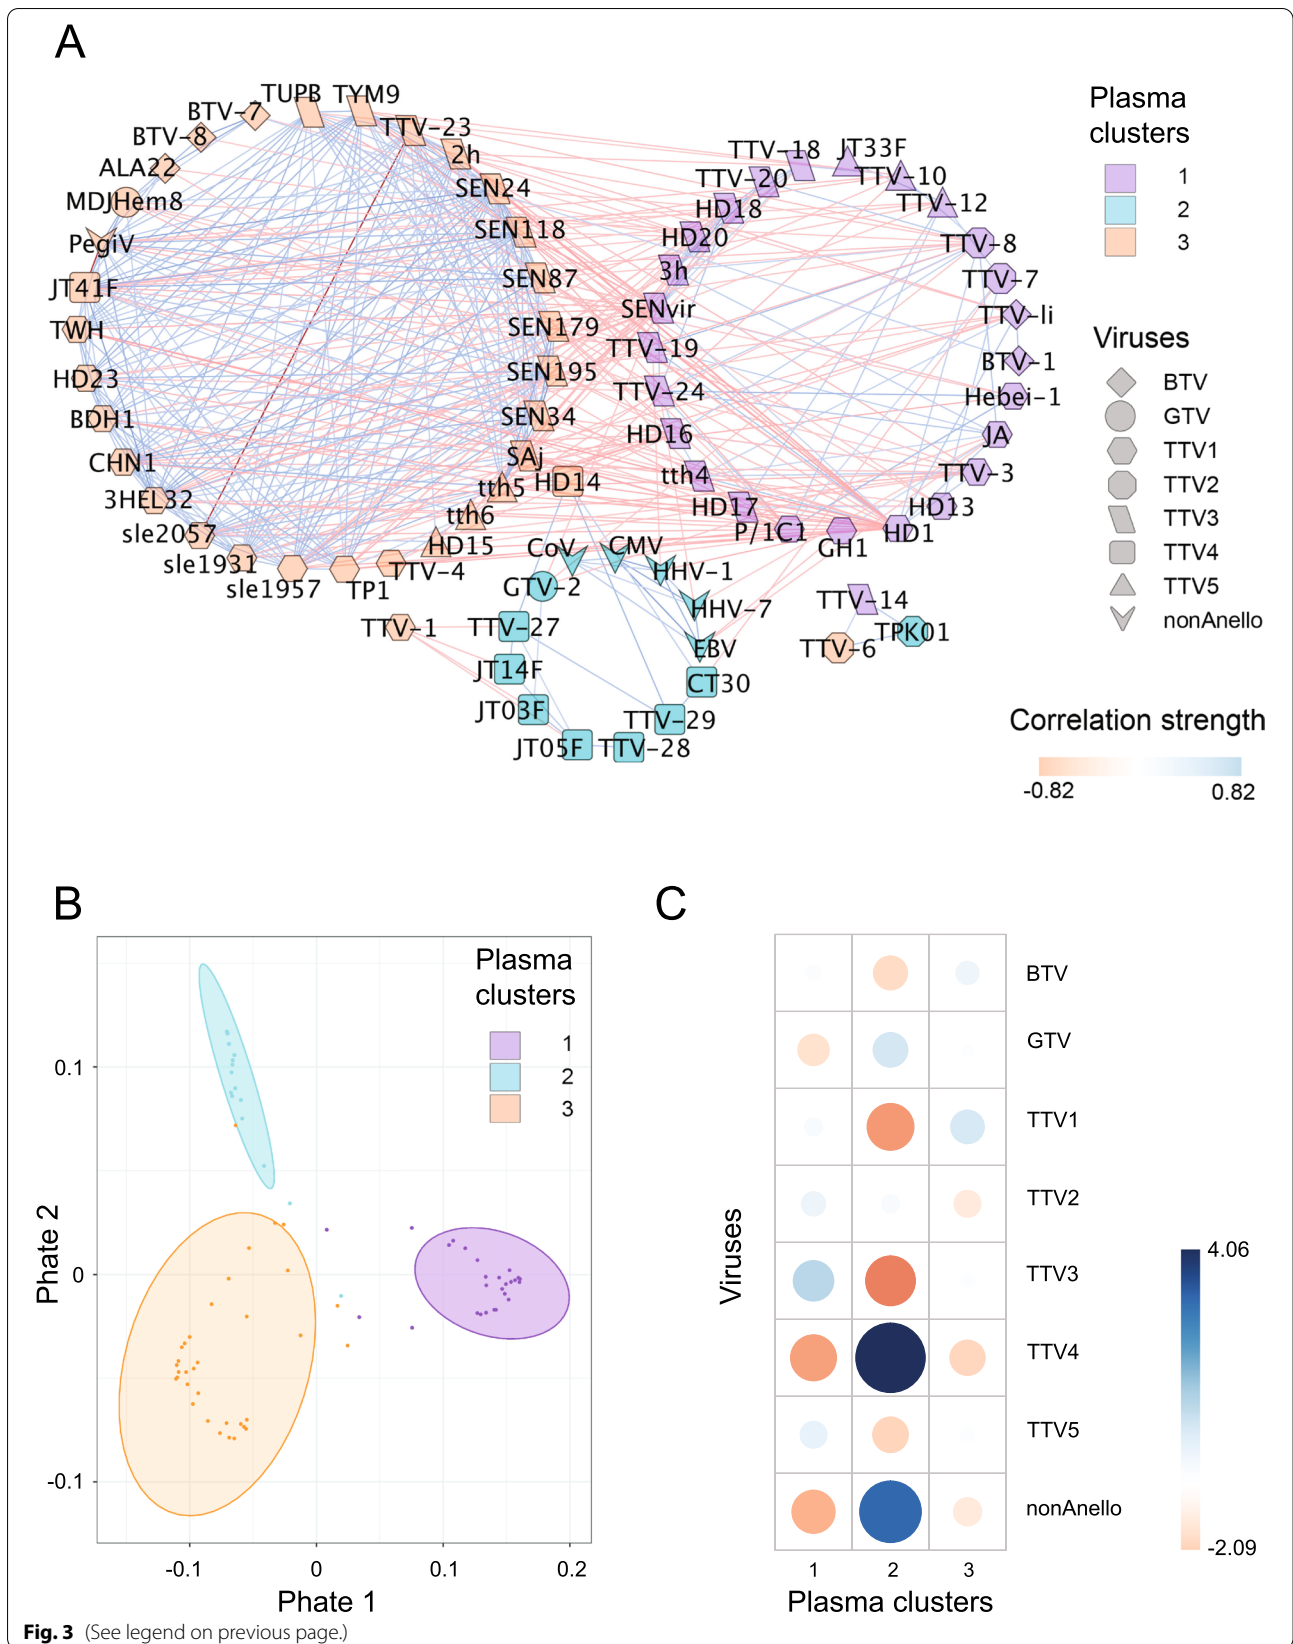 A
TUPB
TYM9
BTV-7
TTV-23
BTV-8
2h
ALA22
SEN24
MDJHem8
SEN118
PegiV
SEN87
JT41F
SEN179
TWH
SEN195
HD23
SEN34
BDH1
SAj
CHN1
HD14
tth5
3HEL32
tth6
sle2057
HD15
sle1931
TTV-4
sle1957
TP1
TTV-18
JT33F
TTV-20
TTV-10
HD18
TTV-12
HD20
TTV-8
3h
TTV-7
SENvir
TTV-li
TTV-19
BTV-1
TTV-24
Hebei-1
HD16
JA
tth4
TTV-3
HD17
HD13
P/1C1
GH1
HD1
CoV
CMV
HHV-1
GTV-2
HHV-7
TTV-1
TTV-27
EBV
JT14F
CT30
JT03F
TTV-29
JT05F
TTV-28
TTV-14
TPK01
TTV-6
Plasma
clusters
1
2
3
Viruses
BTV
GTV
TTV1
TTV2
TTV3
TTV4
TTV5
nonAnello
Correlation strength
-0.82
0.82
B
Plasma
clusters
1
2
3
0.1
0
-0.1
Phate 2
-0.1
0
0.1
0.2
Phate 1
C
BTV
GTV
TTV1
TTV2
TTV3
TTV4
TTV5
nonAnello
Viruses
1
2
3
Plasma clusters
4.06
-2.09
Fig. 3 (See legend on previous page.)